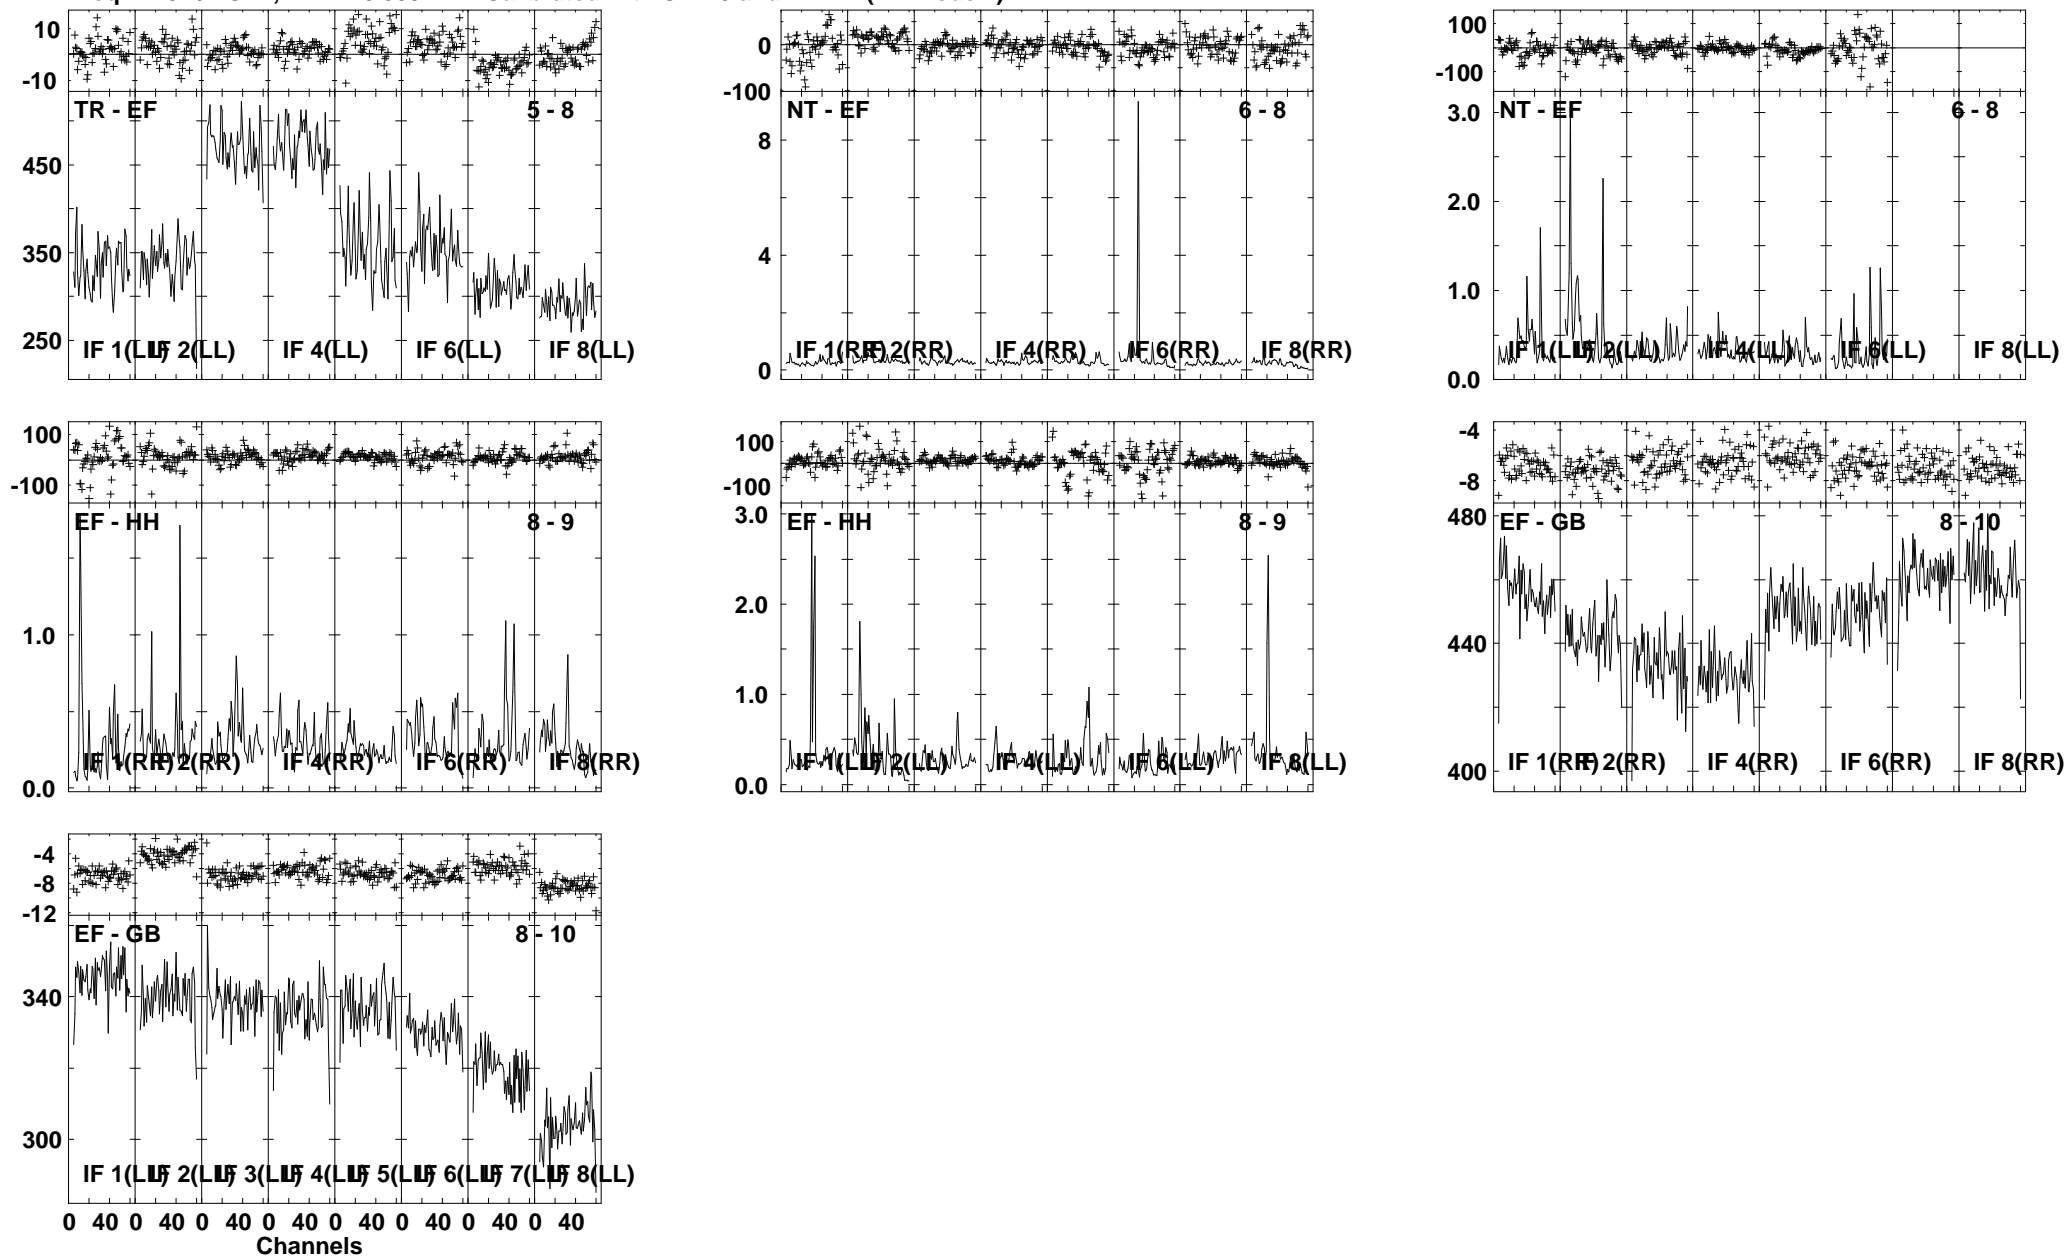 10
-10
TR - EF 5 - 8
450
350
250
IF 1(LL) IF 2(LL) IF 4(LL) IF 6(LL) IF 8(LL)
0
-100
NT - EF 6 - 8
8
4
0
IF 1(RR) IF 2(RR) IF 4(RR) IF 6(RR) IF 8(RR)
100
-100
NT - EF 6 - 8
3.0
2.0
1.0
0.0
IF 1(LL) IF 2(LL) IF 4(LL) IF 6(LL) IF 8(LL)
100
-100
EF - HH 8 - 9
1.0
0.0
IF 1(RR) IF 2(RR) IF 4(RR) IF 6(RR) IF 8(RR)
100
-100
EF - HH 8 - 9
3.0
2.0
1.0
0.0
IF 1(LL) IF 2(LL) IF 4(LL) IF 6(LL) IF 8(LL)
-4
-8
EF - GB 8 - 10
480
440
400
IF 1(RR) IF 2(RR) IF 4(RR) IF 6(RR) IF 8(RR)
-4
-8
-12
EF - GB 8 - 10
340
300
IF 1(LL) IF 2(LL) IF 3(LL) IF 4(LL) IF 5(LL) IF 6(LL) IF 7(LL) IF 8(LL)
0 40 0 40 0 40 0 40 0 40 0 40 0 40 0 40
Channels